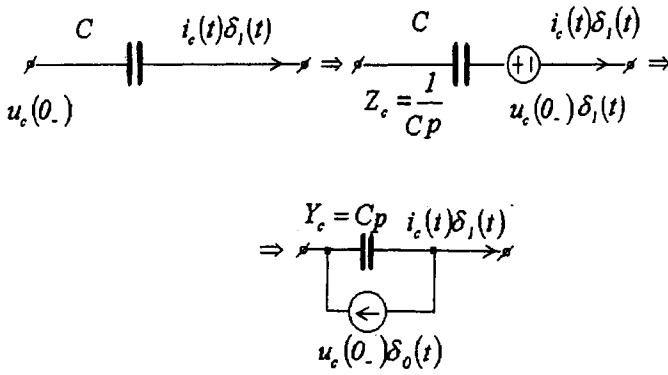 C i_c(t)δ_1(t) ⇒ C i_c(t)δ_1(t) ⇒
u_c(0_-) Z_c = 1/Cp +1 u_c(0_-)δ_1(t)
⇒ Y_c = Cp i_c(t)δ_1(t)
u_c(0_-)δ_0(t)